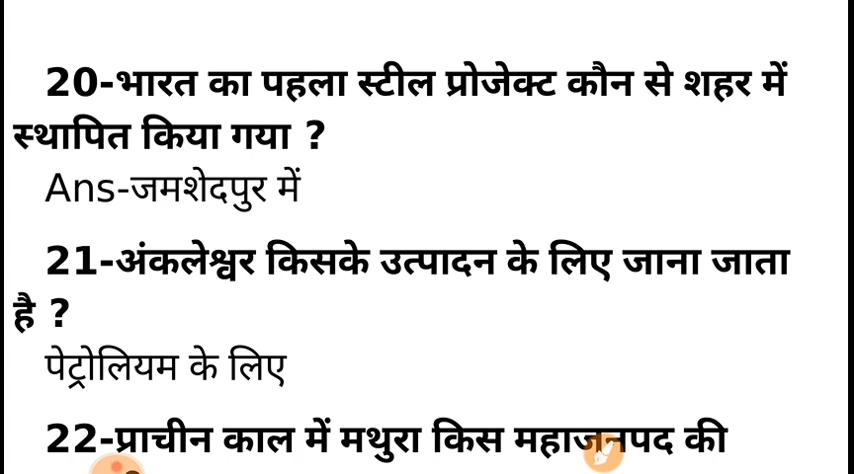 20-भारत का पहला स्टील प्रोजेक्ट कौन से शहर में
स्थापित किया गया ?
Ans-जमशेदपुर में
21-अंकलेश्वर किसके उत्पादन के लिए जाना जाता
है ?
पेट्रोलियम के लिए
22-प्राचीन काल में मथुरा किस महाजनपद की